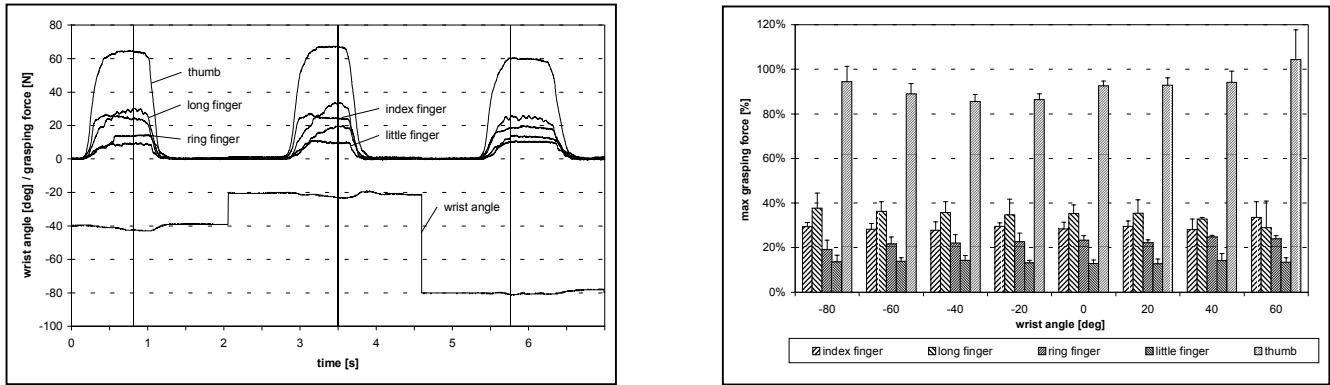 wrist angle [deg] / grasping force [N]
80
60
40
20
0
-20
-40
-60
-80
-100
thumb
long finger
ring finger
index finger
little finger
wrist angle
0 1 2 3 4 5 6
time [s]
max grasping force [%]
120%
100%
80%
60%
40%
20%
0%
-80 -60 -40 -20 0 20 40 60
wrist angle [deg]
index finger long finger ring finger little finger thumb